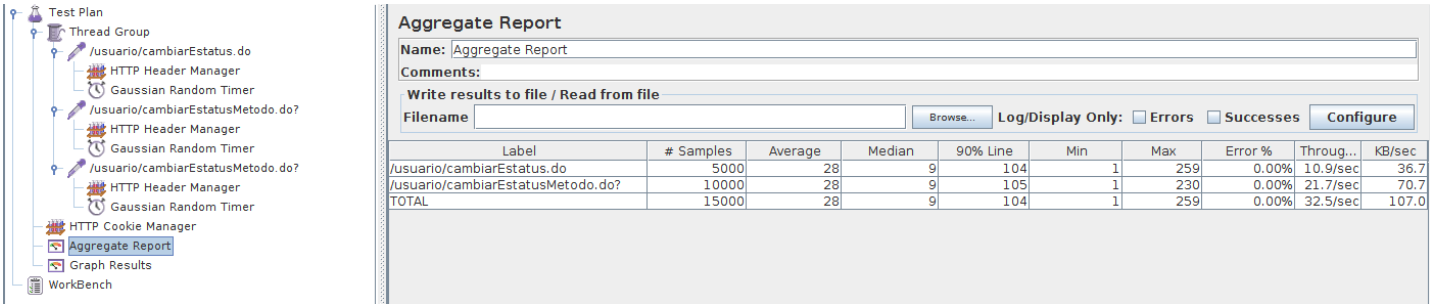 Test Plan
Thread Group
/usuario/cambiarEstatus.do
HTTP Header Manager
Gaussian Random Timer
/usuario/cambiarEstatusMetodo.do?
HTTP Header Manager
Gaussian Random Timer
/usuario/cambiarEstatusMetodo.do?
HTTP Header Manager
Gaussian Random Timer
HTTP Cookie Manager
Aggregate Report
Graph Results
WorkBench
Aggregate Report
Name: Aggregate Report
Comments:
Write results to file / Read from file
Filename Browse... Log/Display Only: Errors Successes Configure
Label # Samples Average Median 90% Line Min Max Error % Throug... KB/sec
/usuario/cambiarEstatus.do 5000 28 9 104 1 259 0.00% 10.9/sec 36.7
/usuario/cambiarEstatusMetodo.do? 10000 28 9 105 1 230 0.00% 21.7/sec 70.7
TOTAL 15000 28 9 104 1 259 0.00% 32.5/sec 107.0